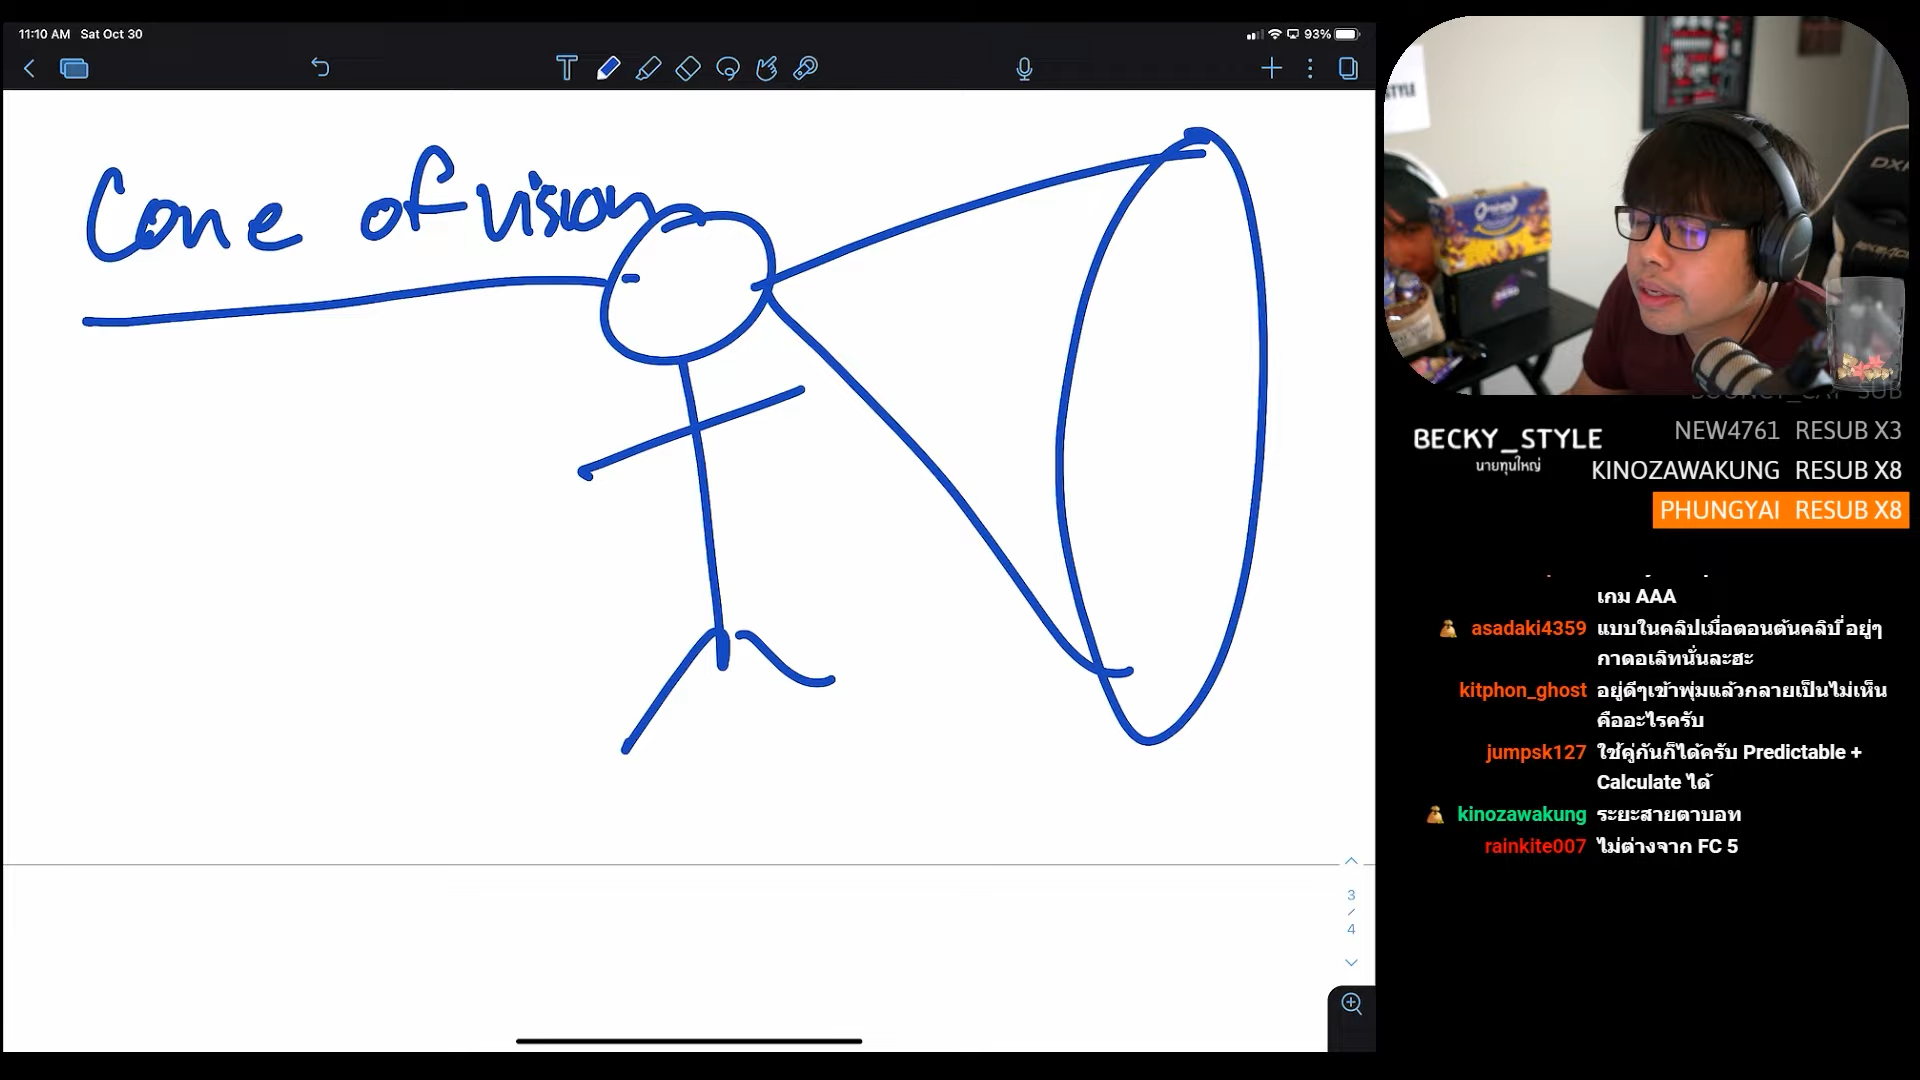 11:10 AM Sat Oct 30
93%
Cone of vision
3
/
4
STYLE
DX
BECKY_STYLE
นายทุนใหญ่
SUB
NEW4761 RESUB X3
KINOZAWAKUNG RESUB X8
PHUNGYAI RESUB X8
เกม AAA
asadaki4359 แบบในคลิปเมื่อตอนต้นคลิบี่อยู่ๆ
กาดอเลิทนั่นละฮะ
kitphon_ghost อยู่ดีๆเข้าพุ่มแล้วกลายเป็นไม่เห็น
คืออะไรครับ
jumpsk127 ใช้คู่กันก็ได้ครับ Predictable +
Calculate ได้
kinozawakung ระยะสายตาบอท
rainkite007 ไม่ต่างจาก FC 5